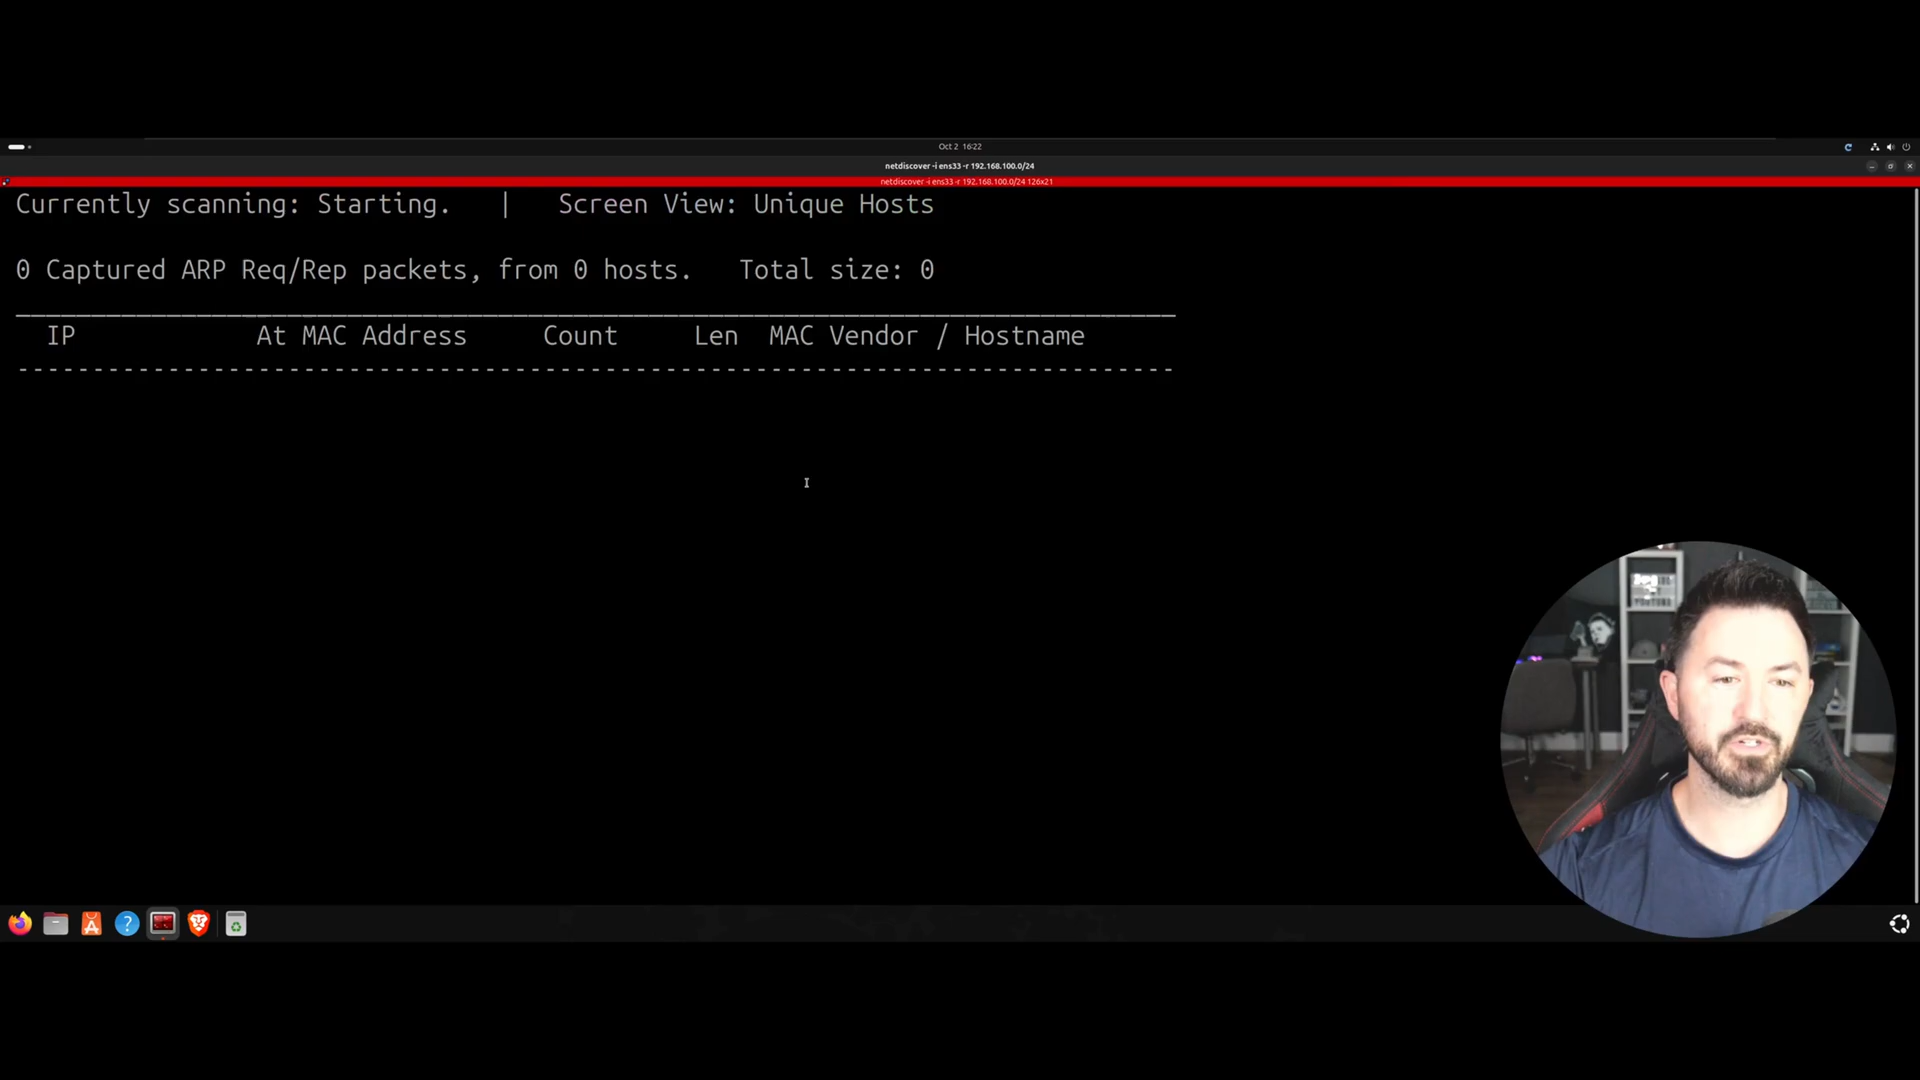 Oct 2 16:22
netdiscover -i ens33 -r 192.168.100.0/24
netdiscover -i ens33 -r 192.168.100.0/24 126x21
Currently scanning: Starting. | Screen View: Unique Hosts
0 Captured ARP Req/Rep packets, from 0 hosts. Total size: 0
_____________________________________________________________________________
IP At MAC Address Count Len MAC Vendor / Hostname
-----------------------------------------------------------------------------